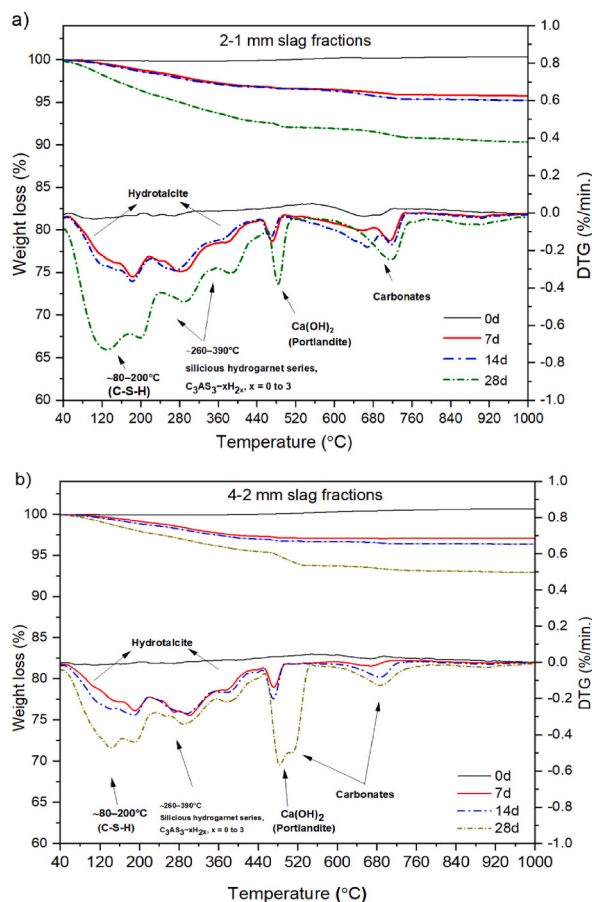 a)
2-1 mm slag fractions
100
95
90
85
80
75
70
65
60
Weight loss (%)
1.0
0.8
0.6
0.4
0.2
0.0
-0.2
-0.4
-0.6
-0.8
-1.0
DTG (%/min.)
Hydrotalcite
Carbonates
Ca(OH)₂
(Portlandite)
~260–390°C
silicious hydrogarnet series,
C₃AS₃₋ₓH₂ₓ, x = 0 to 3
~80–200°C
(C-S-H)
0d
7d
14d
28d
40 120 200 280 360 440 520 600 680 760 840 920 1000
Temperature (°C)
b)
4-2 mm slag fractions
100
95
90
85
80
75
70
65
60
Weight loss (%)
1.0
0.8
0.6
0.4
0.2
0.0
-0.2
-0.4
-0.6
-0.8
-1.0
DTG (%/min.)
Hydrotalcite
~80–200°C
(C-S-H)
~260–390°C
Silicious hydrogarnet series,
C₃AS₃₋ₓH₂ₓ, x = 0 to 3
Ca(OH)₂
(Portlandite)
Carbonates
0d
7d
14d
28d
40 120 200 280 360 440 520 600 680 760 840 920 1000
Temperature (°C)